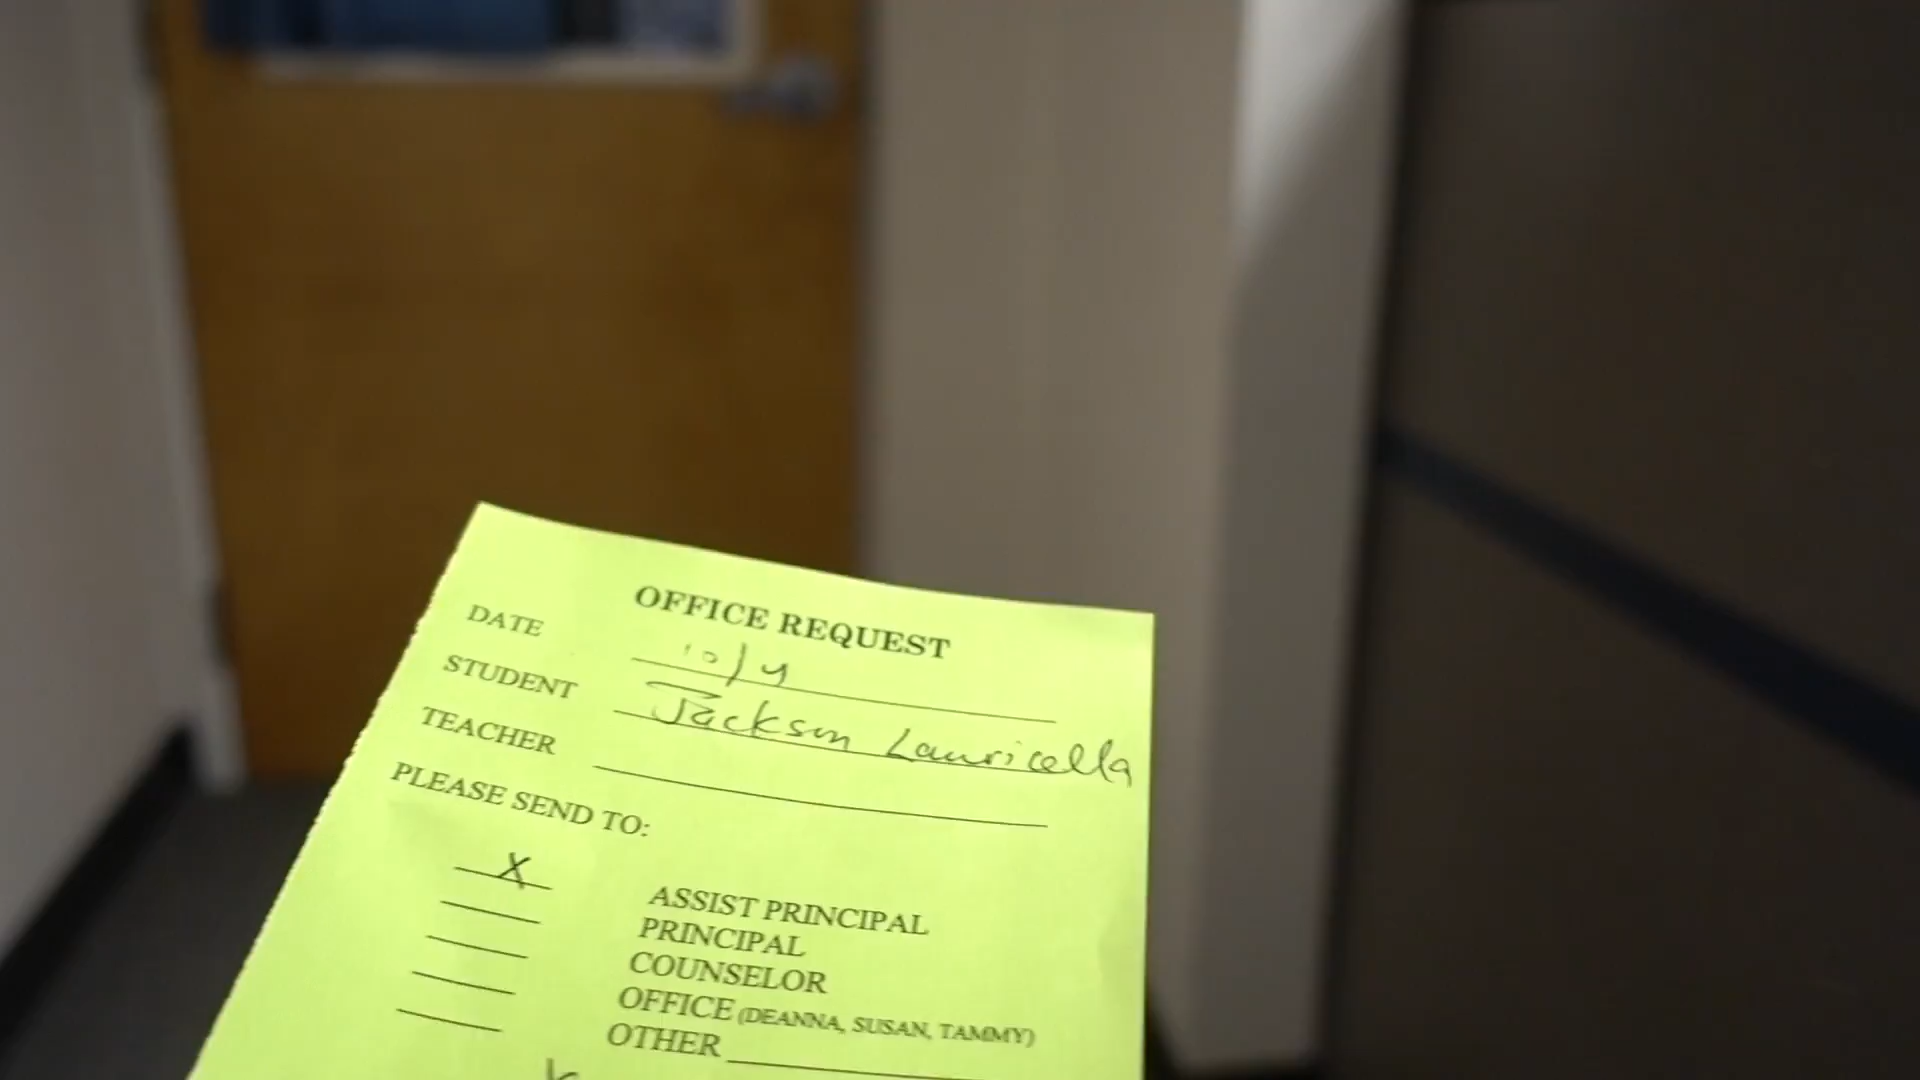 OFFICE REQUEST
DATE 10/4
STUDENT Jackson Lauricella
TEACHER
PLEASE SEND TO:
X ASSIST PRINCIPAL
PRINCIPAL
COUNSELOR
OFFICE (DEANNA, SUSAN, TAMMY)
OTHER